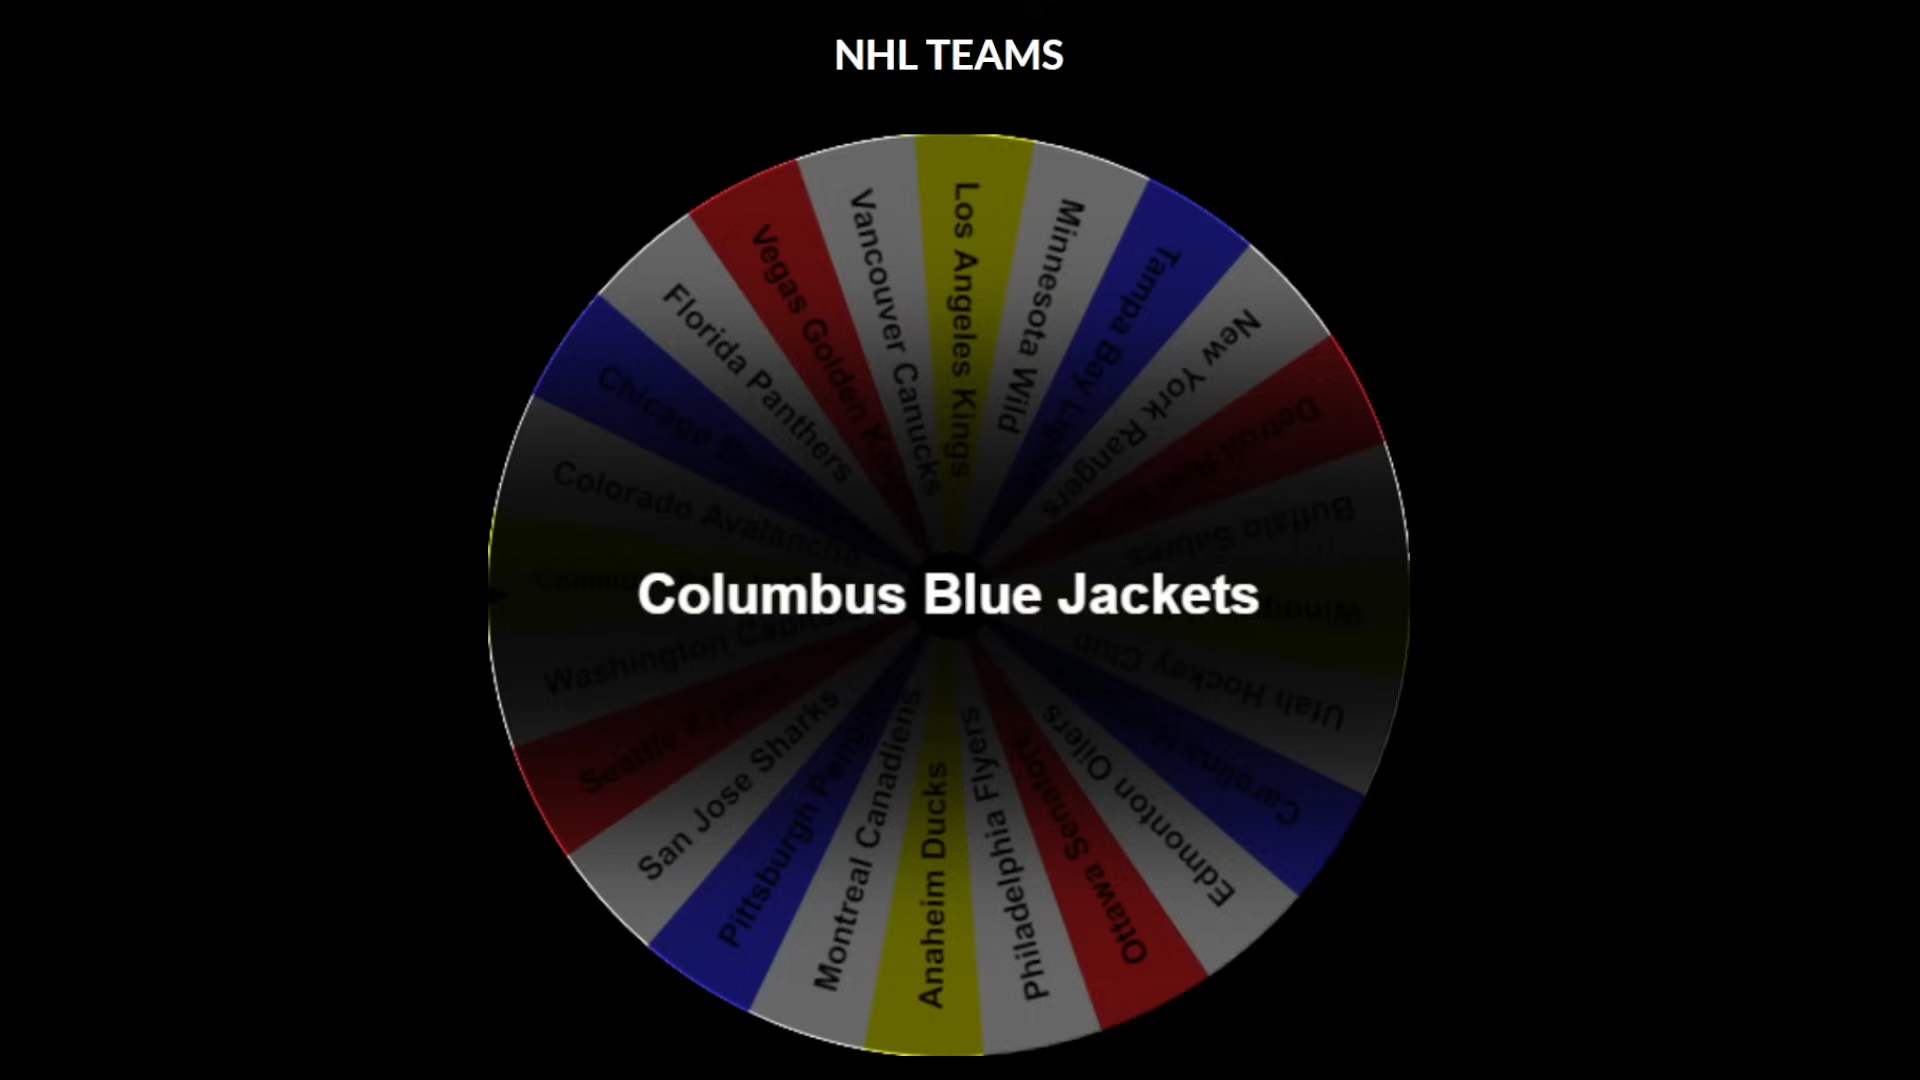 NHL TEAMS
Los Angeles Kings
Minnesota Wild
Tampa Bay
New York Rangers
Detroit Red
Buffalo Sabres
Utah Hockey Club
Carolina
Edmonton Oilers
Ottawa Senators
Philadelphia Flyers
Anaheim Ducks
Montreal Canadiens
Pittsburgh
San Jose Sharks
Seattle Kraken
Washington Capitals
Columbus Blue Jackets
Colorado Avalanche
Chicago
Florida Panthers
Vegas Golden
Vancouver Canucks